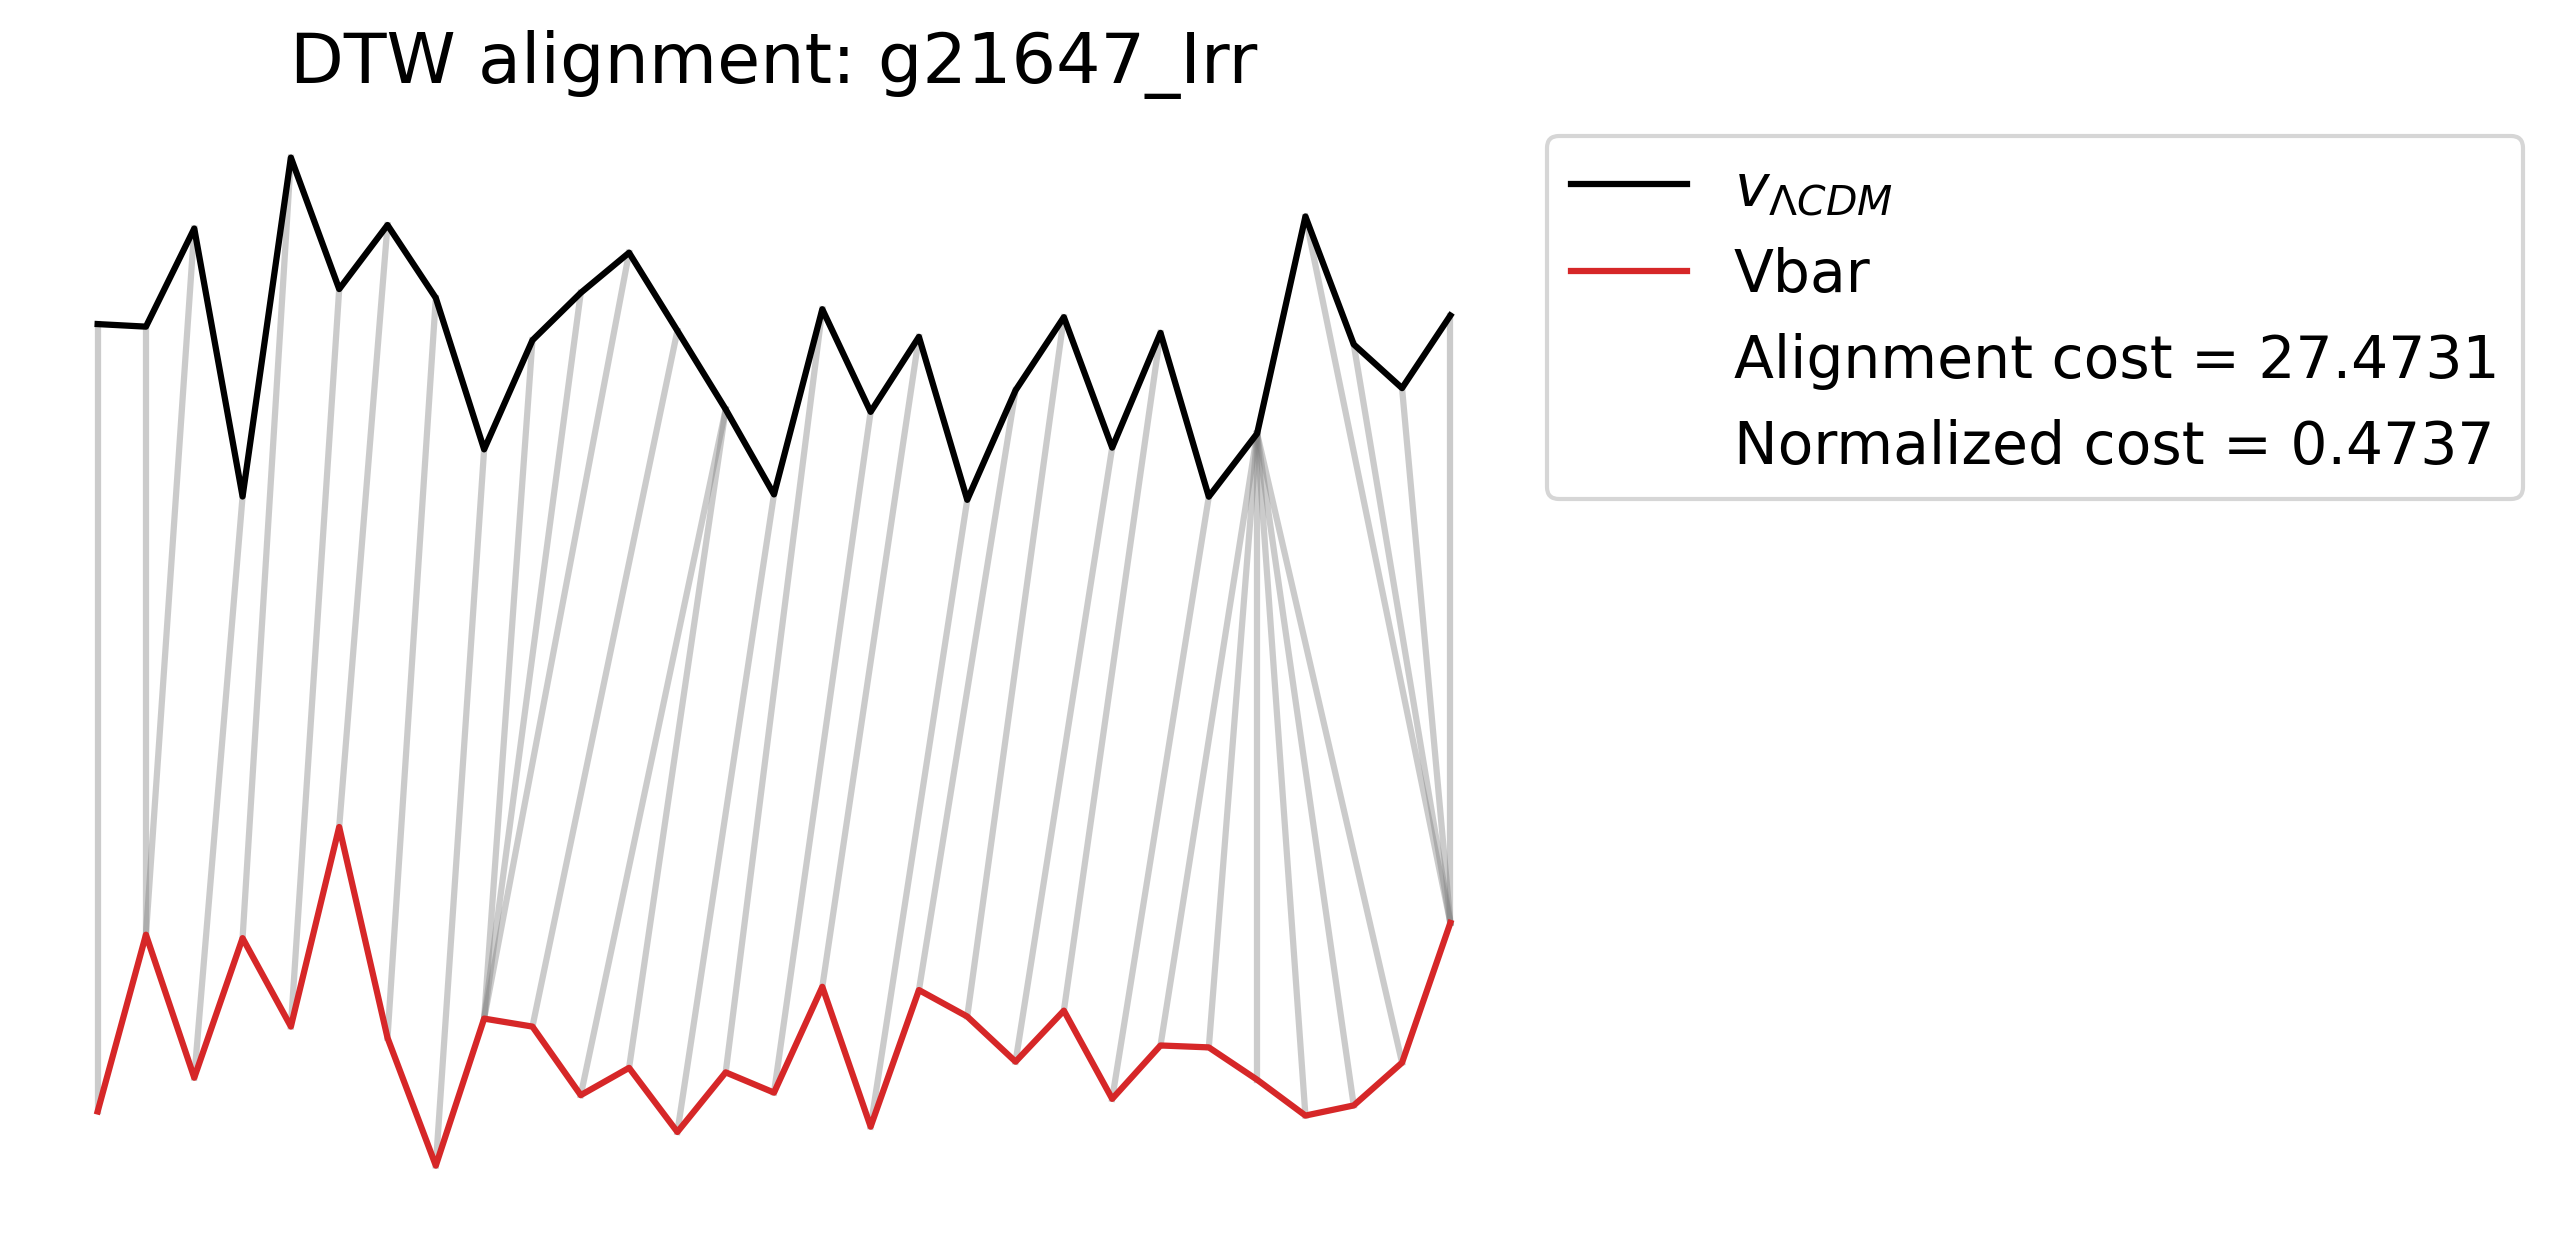 DTW alignment: g21647_Irr
v_ΛCDM
Vbar
Alignment cost = 27.4731
Normalized cost = 0.4737